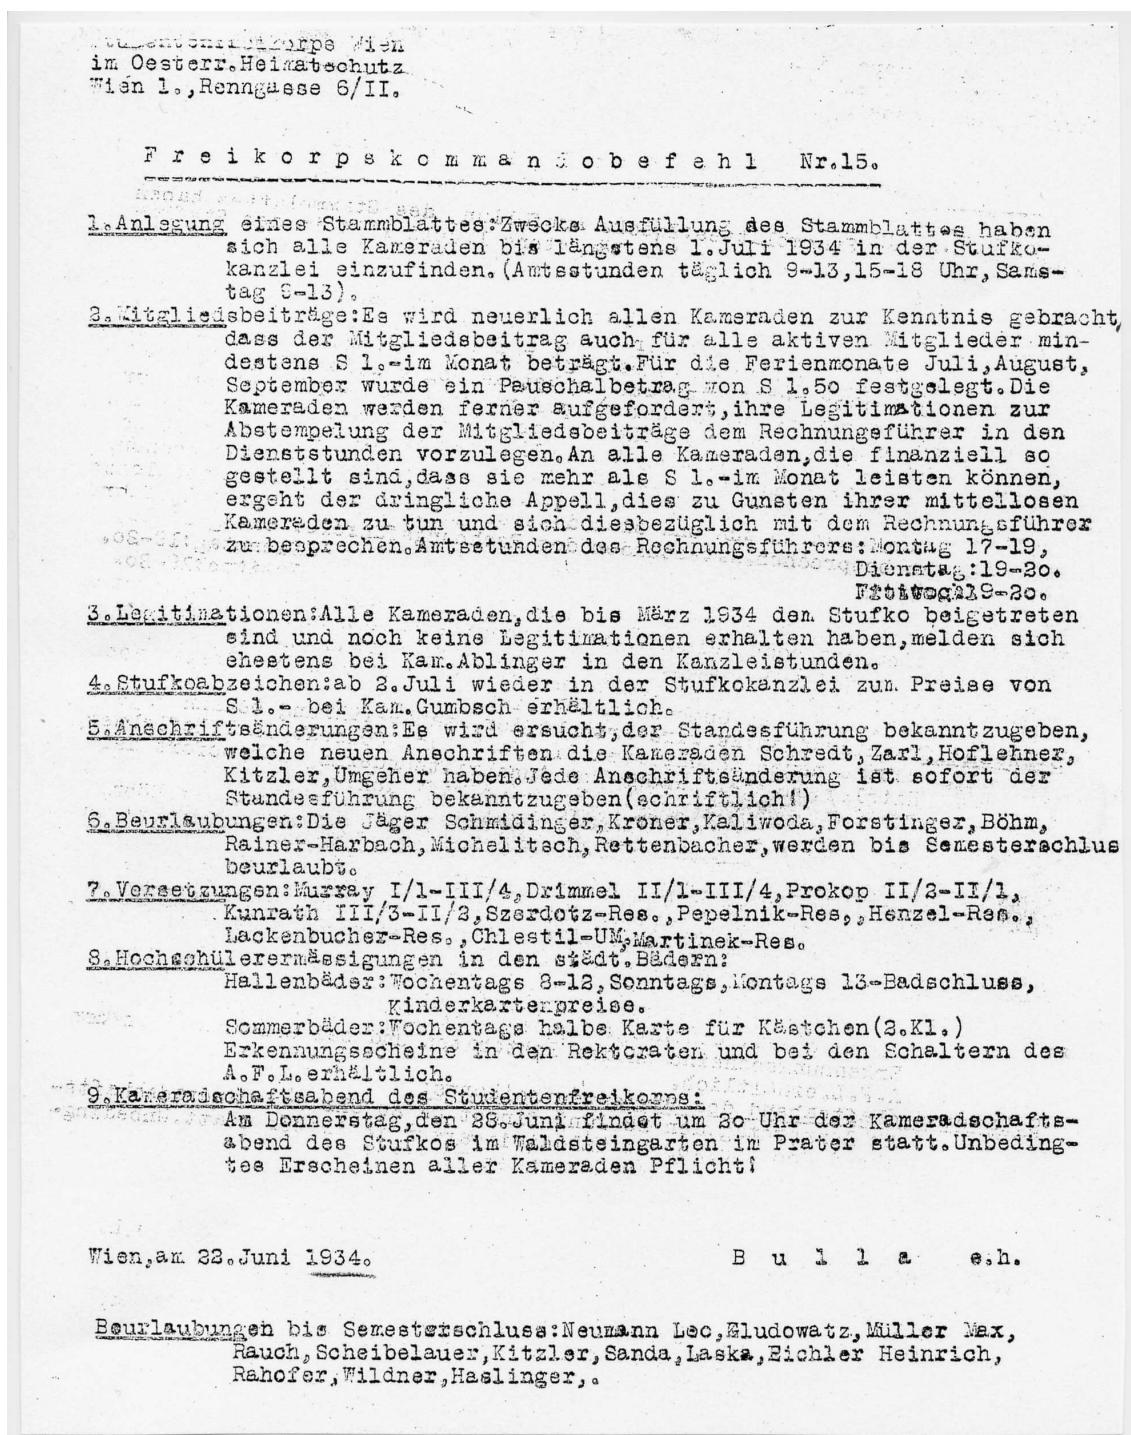 Studentenfreikorps Wien
im Oesterr.Heimatschutz
Wien 1.,Renngasse 6/II.
F r e i k o r p s k o m m a n d o b e f e h l Nr.15.
1.Anlegung eines Stammblattes:Zwecks Ausfüllung des Stammblattes haben
sich alle Kameraden bis längstens 1.Juli 1934 in der Stufko-
kanzlei einzufinden.(Amtsstunden täglich 9-13,15-18 Uhr,Sams-
tag 9-13).
2.Mitgliedsbeiträge:Es wird neuerlich allen Kameraden zur Kenntnis gebracht,
dass der Mitgliedsbeitrag auch für alle aktiven Mitglieder min-
destens S 1.-im Monat beträgt.Für die Ferienmonate Juli,August,
September wurde ein Pauschalbetrag von S 1.50 festgelegt.Die
Kameraden werden ferner aufgefordert,ihre Legitimationen zur
Abstempelung der Mitgliedsbeiträge dem Rechnungsführer in den
Dienststunden vorzulegen.An alle Kameraden,die finanziell so
gestellt sind,dass sie mehr als S 1.-im Monat leisten können,
ergeht der dringliche Appell,dies zu Gunsten ihrer mittellosen
Kameraden zu tun und sich diesbezüglich mit dem Rechnungsführer
zu besprechen.Amtsstunden des Rechnungsführers:Montag 17-19,
Dienstag:19-20.
19-20.
3.Legitimationen:Alle Kameraden,die bis März 1934 dem Stufko beigetreten
sind und noch keine Legitimationen erhalten haben,melden sich
ehestens bei Kam.Ablinger in den Kanzleistunden.
4.Stufkoabzeichen:ab 2.Juli wieder in der Stufkokanzlei zum Preise von
S 1.- bei Kam.Gumbsch erhältlich.
5.Anschriftsänderungen:Es wird ersucht,der Standesführung bekanntzugeben,
welche neuen Anschriften die Kameraden Schredt,Zarl,Hoflehner,
Kitzler,Umgeher haben.Jede Anschriftsänderung ist sofort der
Standesführung bekanntzugeben(schriftlich!)
6.Beurlaubungen:Die Jäger Schmidinger,Kroner,Kaliwoda,Forstinger,Böhm,
Rainer-Harbach,Michelitsch,Rettenbacher,werden bis Semesterschlus
beurlaubt.
7.Versetzungen:Murray I/1-III/4,Drimmel II/1-III/4,Prokop II/2-II/1,
Kunrath III/3-II/2,Szerdotz-Res.,Pepelnik-Res.,Henzel-Res.,
Lackenbucher-Res.,Chlestil-UM,Martinek-Res.
8.Hochschülerermässigungen in den städt.Bädern:
Hallenbäder:Wochentags 8-12,Sonntags,Montags 13-Badschluss,
Kinderkartenpreise.
Sommerbäder:Wochentags halbe Karte für Kästchen(2.Kl.)
Erkennungsscheine in den Rektoraten und bei den Schaltern des
A.F.L.erhältlich.
9.Kameradschaftsabend des Studentenfreikorps:
Am Donnerstag,den 28.Juni findet um 20 Uhr der Kameradschafts-
abend des Stufkos im Waldsteingarten im Prater statt.Unbeding-
tes Erscheinen aller Kameraden Pflicht!
Wien,am 22.Juni 1934.     B u l l a   e.h.
Beurlaubungen bis Semesterschluss:Neumann Leo,Eludowatz,Müller Max,
Rauch,Scheibelauer,Kitzler,Sanda,Laska,Eichler Heinrich,
Rahofer,Wildner,Haslinger,.